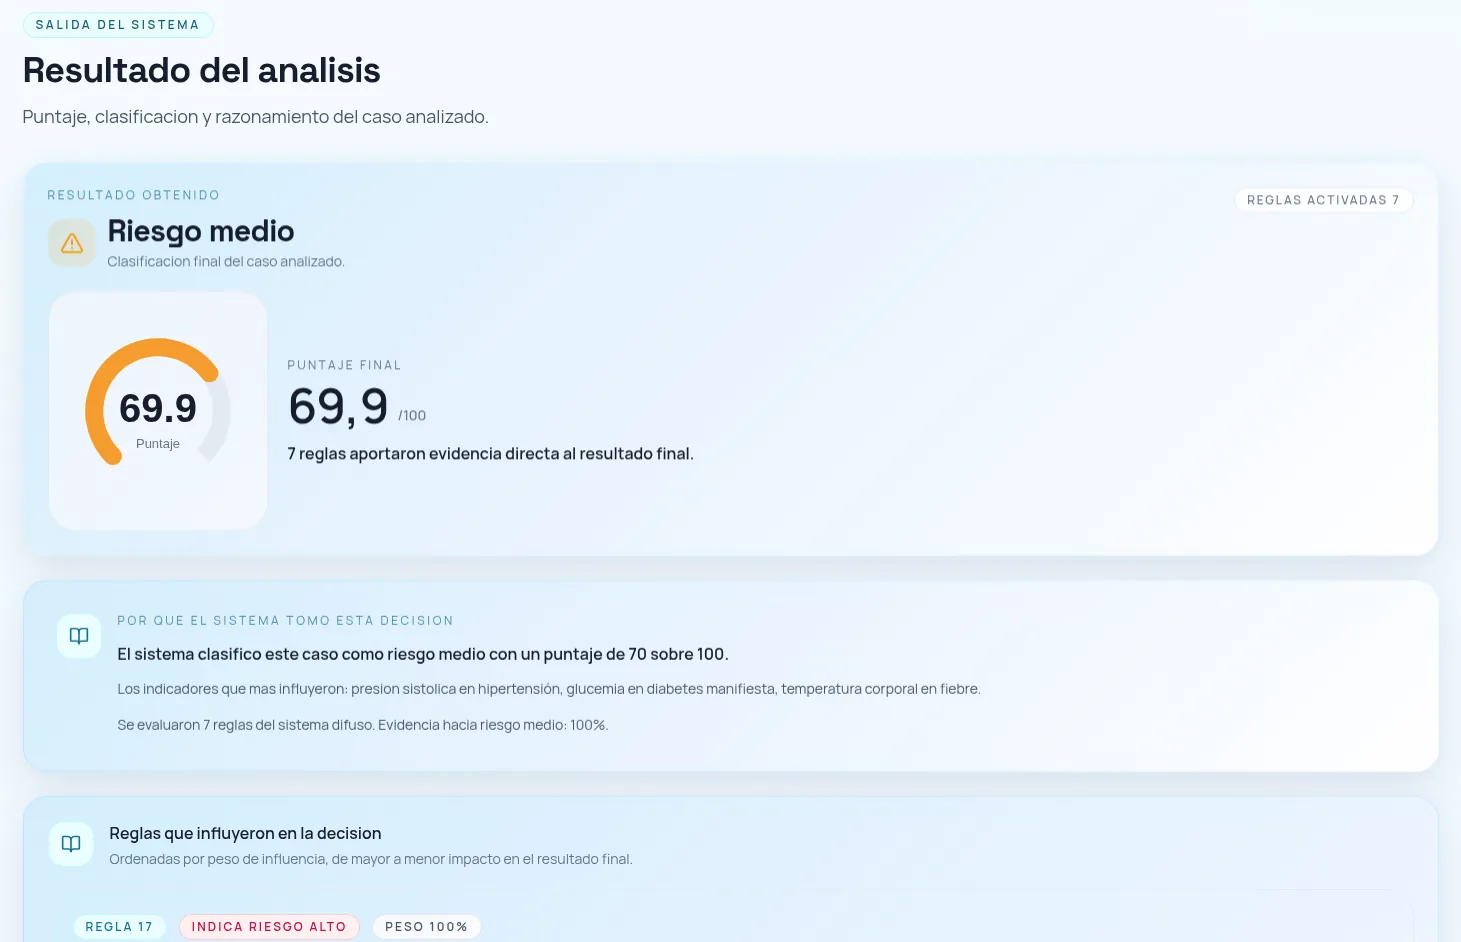 SALIDA DEL SISTEMA
Resultado del analisis
Puntaje, clasificacion y razonamiento del caso analizado.
RESULTADO OBTENIDO
REGLAS ACTIVADAS 7
Riesgo medio
Clasificacion final del caso analizado.
69.9
Puntaje
PUNTAJE FINAL
69,9 /100
7 reglas aportaron evidencia directa al resultado final.
POR QUE EL SISTEMA TOMO ESTA DECISION
El sistema clasifico este caso como riesgo medio con un puntaje de 70 sobre 100.
Los indicadores que mas influyeron: presion sistolica en hipertensión, glucemia en diabetes manifiesta, temperatura corporal en fiebre.
Se evaluaron 7 reglas del sistema difuso. Evidencia hacia riesgo medio: 100%.
Reglas que influyeron en la decision
Ordenadas por peso de influencia, de mayor a menor impacto en el resultado final.
REGLA 17 INDICA RIESGO ALTO PESO 100%